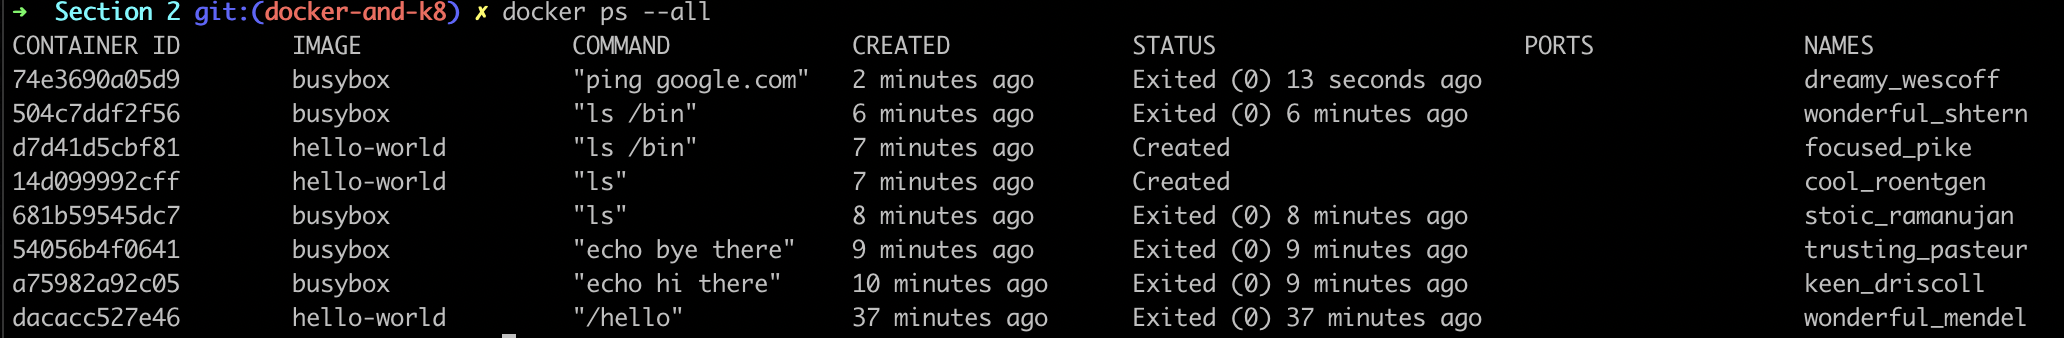 ➜  Section 2 git:(docker-and-k8) ✗ docker ps --all
CONTAINER ID        IMAGE               COMMAND             CREATED             STATUS                      PORTS               NAMES
74e3690a05d9        busybox             "ping google.com"   2 minutes ago       Exited (0) 13 seconds ago                       dreamy_wescoff
504c7ddf2f56        busybox             "ls /bin"           6 minutes ago       Exited (0) 6 minutes ago                        wonderful_shtern
d7d41d5cbf81        hello-world         "ls /bin"           7 minutes ago       Created                                         focused_pike
14d099992cff        hello-world         "ls"                7 minutes ago       Created                                         cool_roentgen
681b59545dc7        busybox             "ls"                8 minutes ago       Exited (0) 8 minutes ago                        stoic_ramanujan
54056b4f0641        busybox             "echo bye there"    9 minutes ago       Exited (0) 9 minutes ago                        trusting_pasteur
a75982a92c05        busybox             "echo hi there"     10 minutes ago      Exited (0) 9 minutes ago                        keen_driscoll
dacacc527e46        hello-world         "/hello"            37 minutes ago      Exited (0) 37 minutes ago                       wonderful_mendel